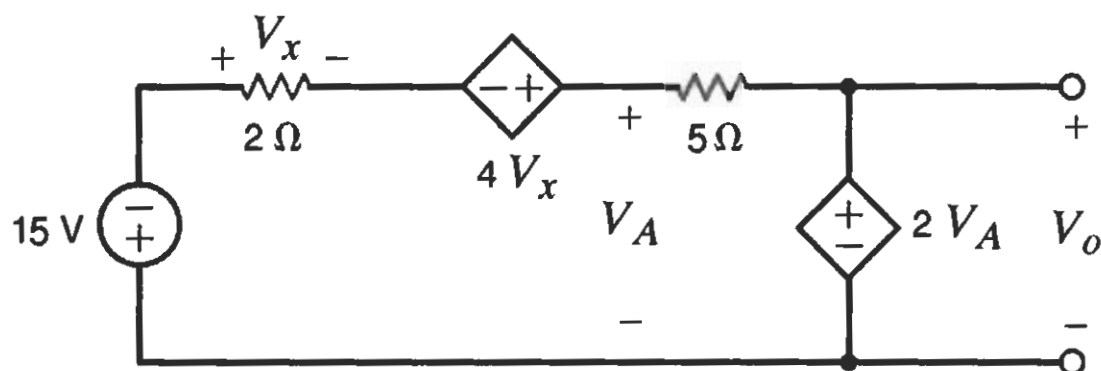 + Vx −
2 Ω
− +
4 Vx
+
5 Ω
+
15 V
− +
VA
+ −
2 VA
Vo
−
−